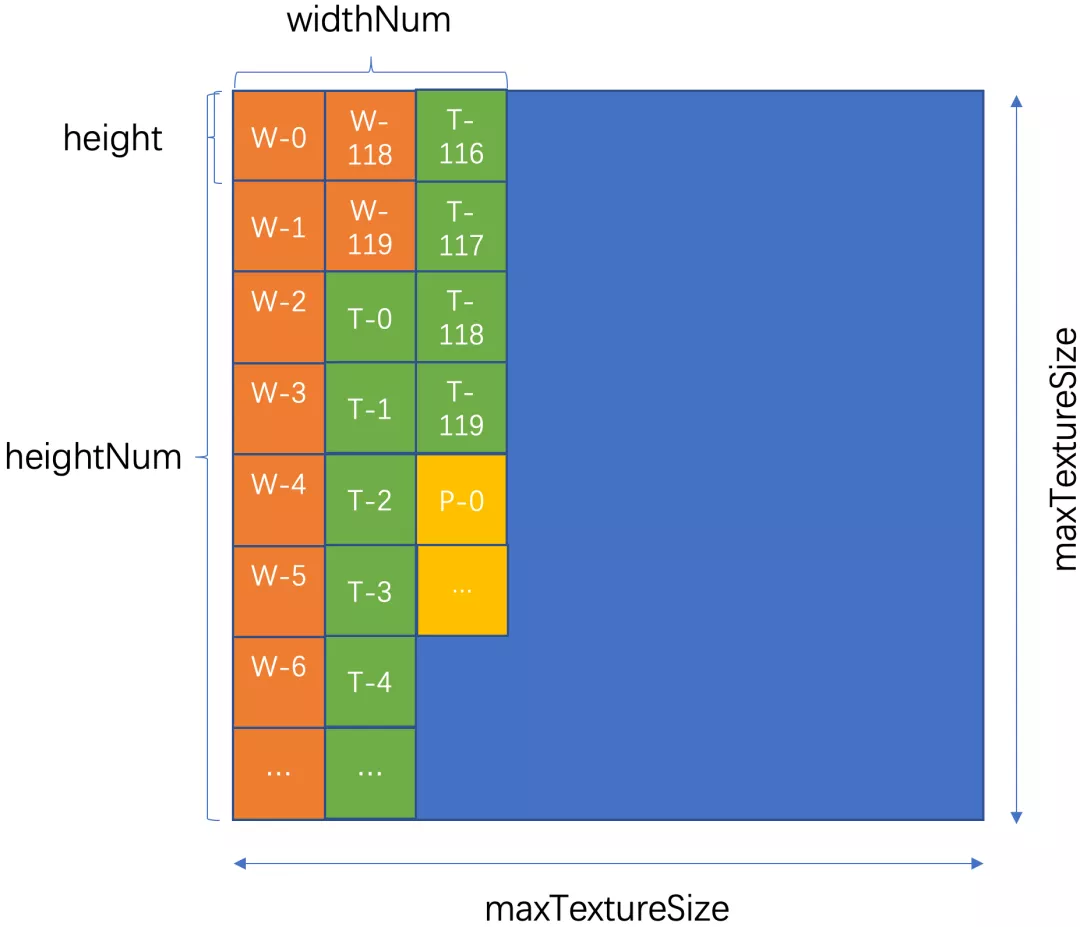 widthNum
height
heightNum
W-0
W-1
W-2
W-3
W-4
W-5
W-6
...
W-
118
W-
119
T-0
T-1
T-2
T-3
T-4
...
T-
116
T-
117
T-
118
T-
119
P-0
...
maxTextureSize
maxTextureSize